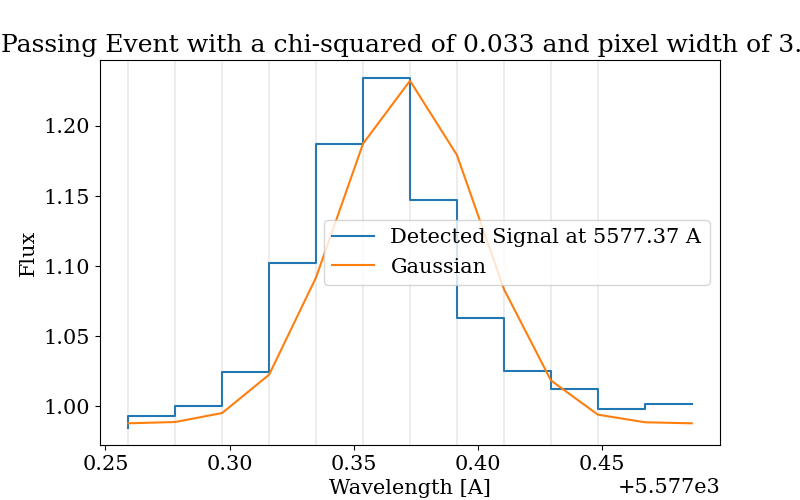 Passing Event with a chi-squared of 0.033 and pixel width of 3.
Flux
1.20
1.15
1.10
1.05
1.00
Detected Signal at 5577.37 A
Gaussian
0.25
0.30
0.35
0.40
0.45
Wavelength [A]
+5.577e3